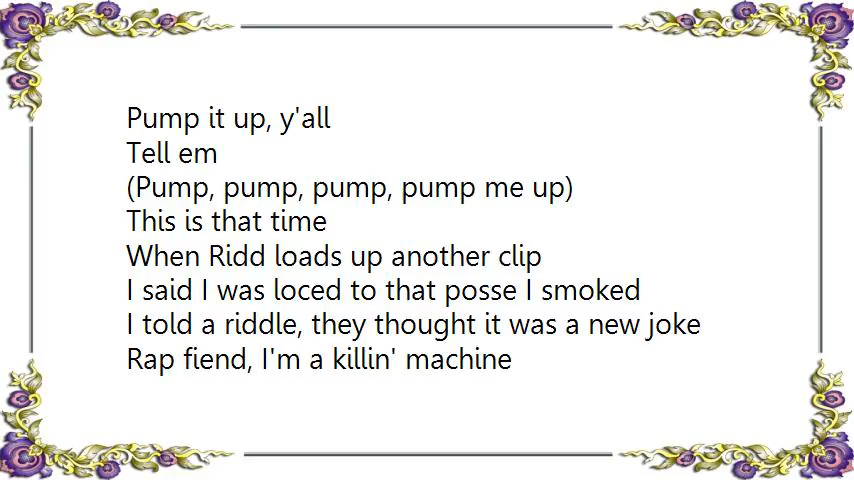 Pump it up, y'all
Tell em
(Pump, pump, pump, pump me up)
This is that time
When Ridd loads up another clip
I said I was loced to that posse I smoked
I told a riddle, they thought it was a new joke
Rap fiend, I'm a killin' machine